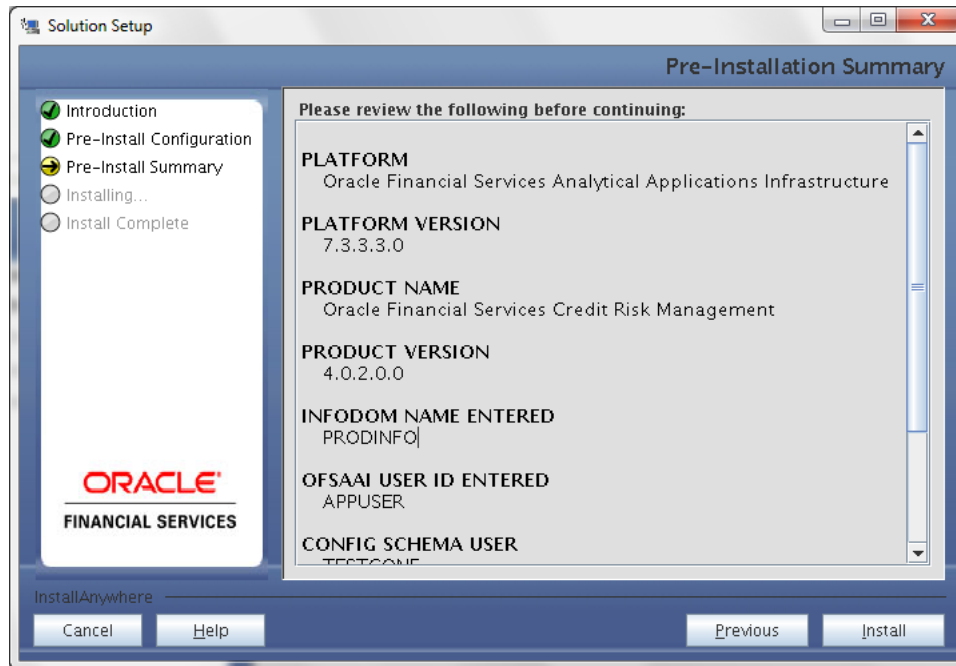 Solution Setup
Pre-Installation Summary
Introduction
Pre-Install Configuration
Pre-Install Summary
Installing...
Install Complete
ORACLE
FINANCIAL SERVICES
Please review the following before continuing:
PLATFORM
Oracle Financial Services Analytical Applications Infrastructure
PLATFORM VERSION
7.3.3.3.0
PRODUCT NAME
Oracle Financial Services Credit Risk Management
PRODUCT VERSION
4.0.2.0.0
INFODOM NAME ENTERED
PRODINFO
OFSAAI USER ID ENTERED
APPUSER
CONFIG SCHEMA USER
InstallAnywhere
Cancel
Help
Previous
Install